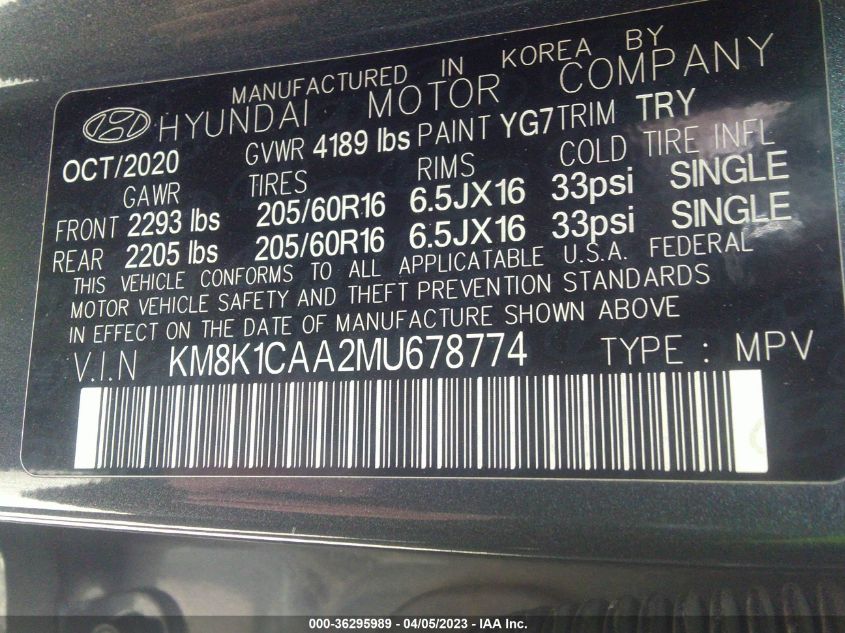 MANUFACTURED IN KOREA BY
HYUNDAI MOTOR COMPANY
OCT/2020 GVWR 4189 lbs PAINT YG7 TRIM TRY
GAWR TIRES RIMS COLD TIRE INFL
FRONT 2293 lbs 205/60R16 6.5JX16 33psi SINGLE
REAR 2205 lbs 205/60R16 6.5JX16 33psi SINGLE
THIS VEHICLE CONFORMS TO ALL APPLICATABLE U.S.A. FEDERAL
MOTOR VEHICLE SAFETY AND THEFT PREVENTION STANDARDS
IN EFFECT ON THE DATE OF MANUFACTURE SHOWN ABOVE
V.I.N KM8K1CAA2MU678774 TYPE : MPV
000-36295989 - 04/05/2023 - IAA Inc.